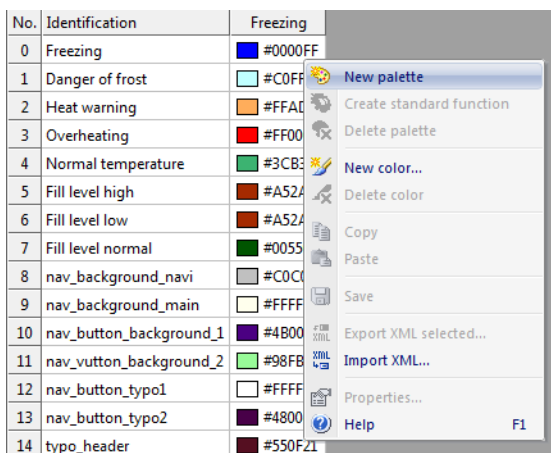 No. Identification Freezing
0 Freezing #0000FF
1 Danger of frost #C0FF
New palette
2 Heat warning #FFAD
Create standard function
3 Overheating #FF00
Delete palette
4 Normal temperature #3CB3
New color...
5 Fill level high #A52A
Delete color
6 Fill level low #A52A
Copy
7 Fill level normal #0055
Paste
8 nav_background_navi #C0C0
Save
9 nav_background_main #FFFF
10 nav_button_background_1 #4B00
Export XML selected...
11 nav_vutton_background_2 #98FB
Import XML...
12 nav_button_typo1 #FFFF
Properties...
13 nav_button_typo2 #4800
Help F1
14 typo_header #550F21